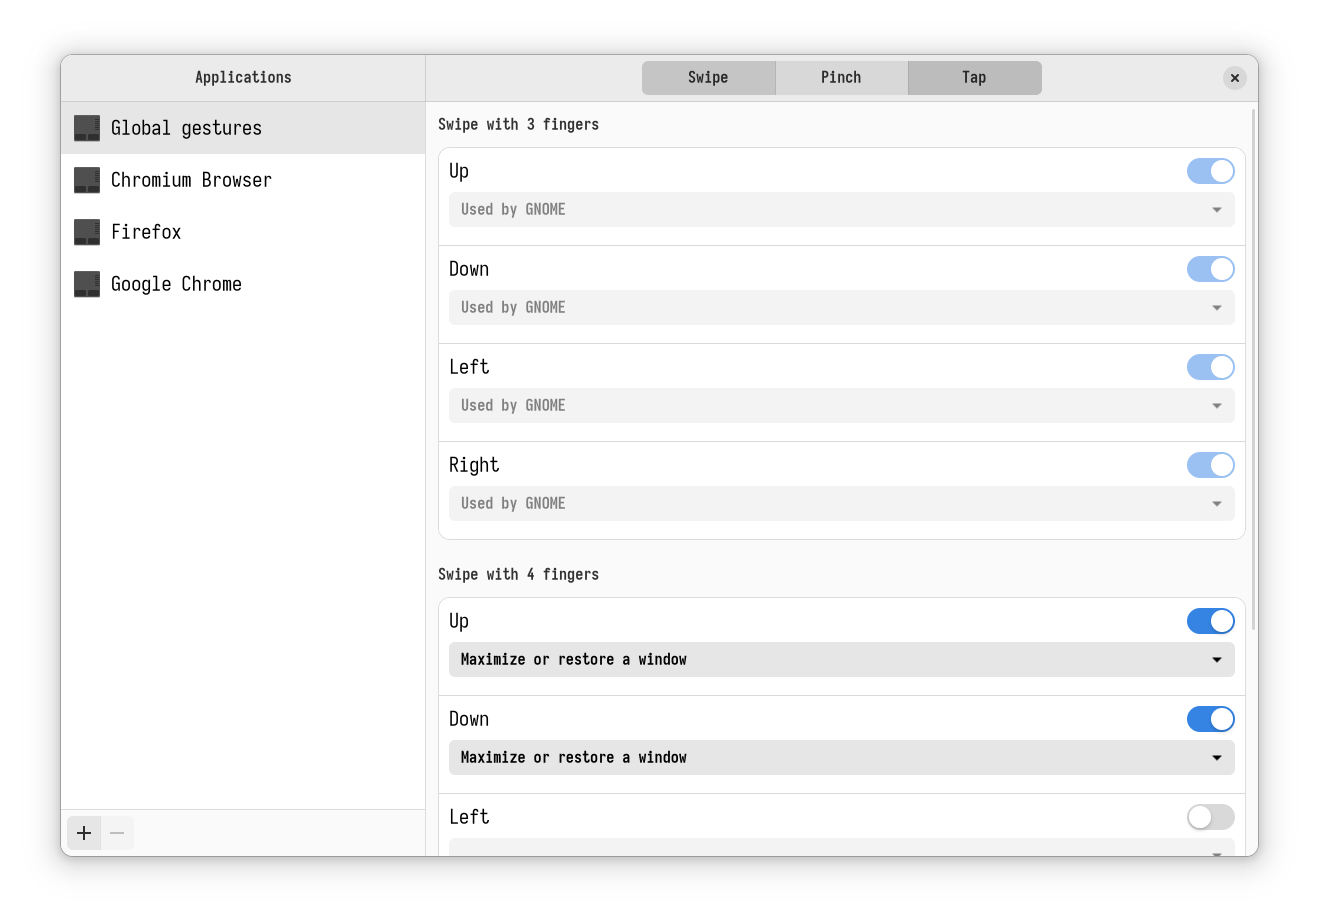 Applications
Swipe
Pinch
Tap
Global gestures
Chromium Browser
Firefox
Google Chrome
Swipe with 3 fingers
Up
Used by GNOME
Down
Used by GNOME
Left
Used by GNOME
Right
Used by GNOME
Swipe with 4 fingers
Up
Maximize or restore a window
Down
Maximize or restore a window
Left